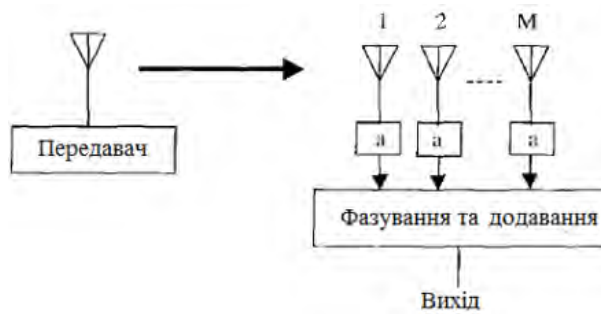 1 2 M
Передавач
a a a
Фазування та додавання
Вихід